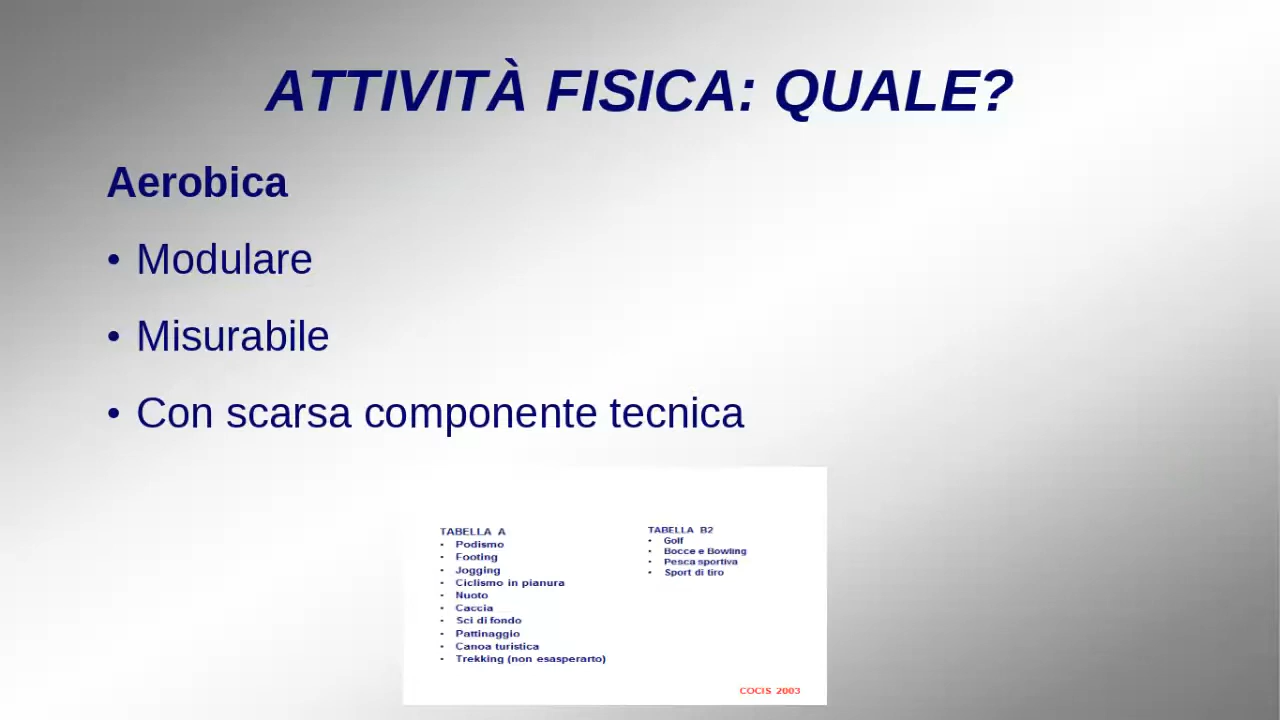 ATTIVITÀ FISICA: QUALE?
Aerobica
• Modulare
• Misurabile
• Con scarsa componente tecnica
TABELLA A
• Podismo
• Footing
• Jogging
• Ciclismo in pianura
• Nuoto
• Caccia
• Sci di fondo
• Pattinaggio
• Canoa turistica
• Trekking (non esasperarto)
TABELLA B2
• Golf
• Bocce e Bowling
• Pesca sportiva
• Sport di tiro
COCIS 2003